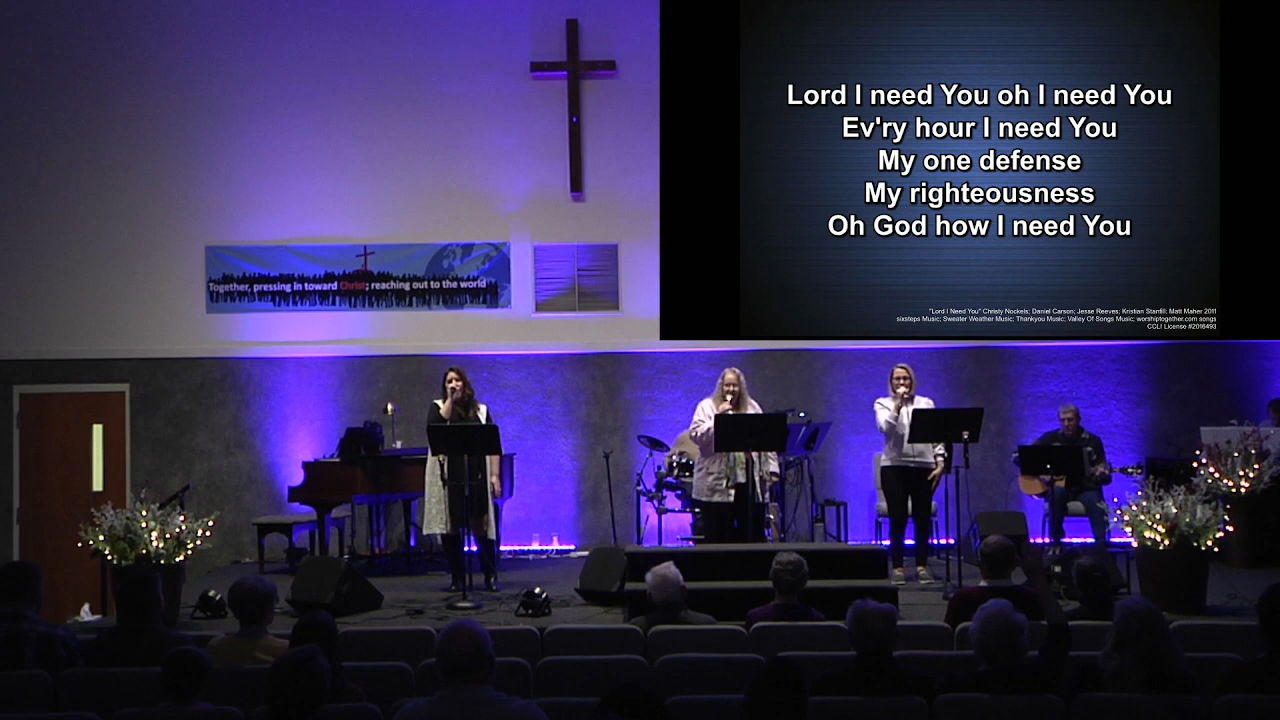 Lord I need You oh I need You
Ev'ry hour I need You
My one defense
My righteousness
Oh God how I need You
"Lord I Need You" Christy Nockels; Daniel Carson; Jesse Reeves; Kristian Stanfill; Matt Maher 2011
sixsteps Music; Sweater Weather Music; Thankyou Music; Valley Of Songs Music; worshiptogether.com songs
CCLI License #2016493
Together, pressing in toward Christ; reaching out to the world